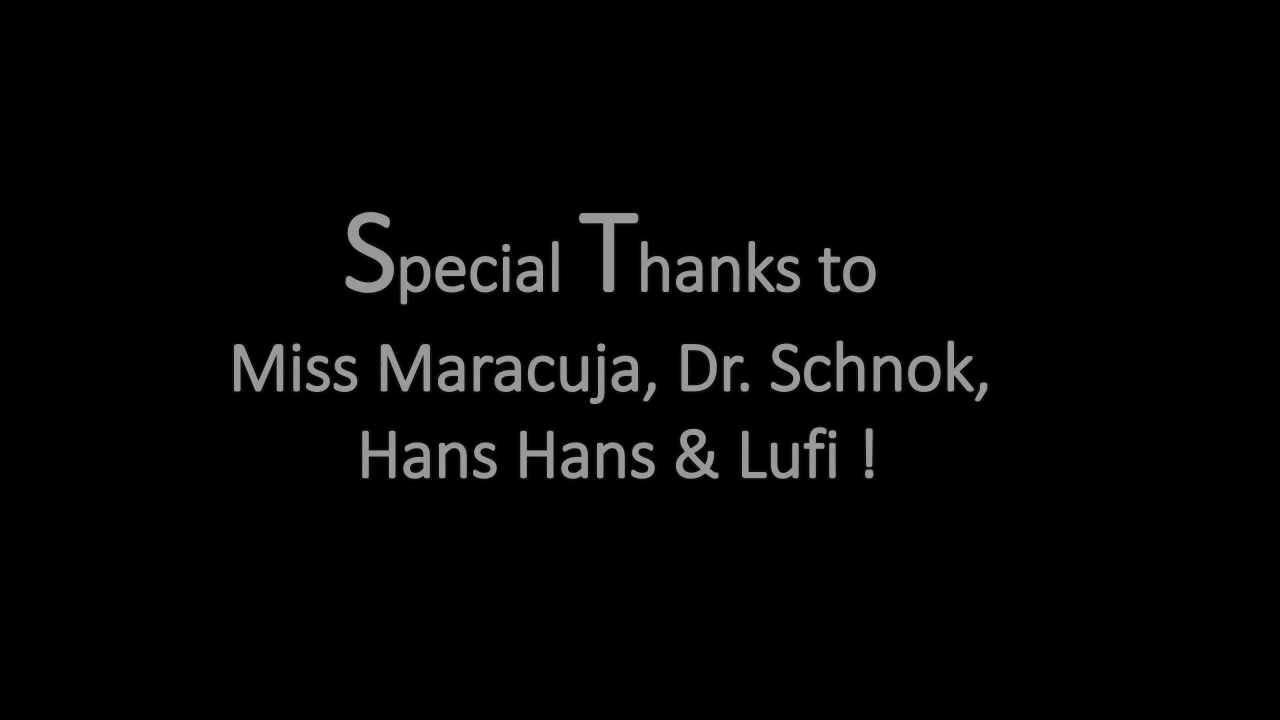 Special Thanks to
Miss Maracuja, Dr. Schnok,
Hans Hans & Lufi !